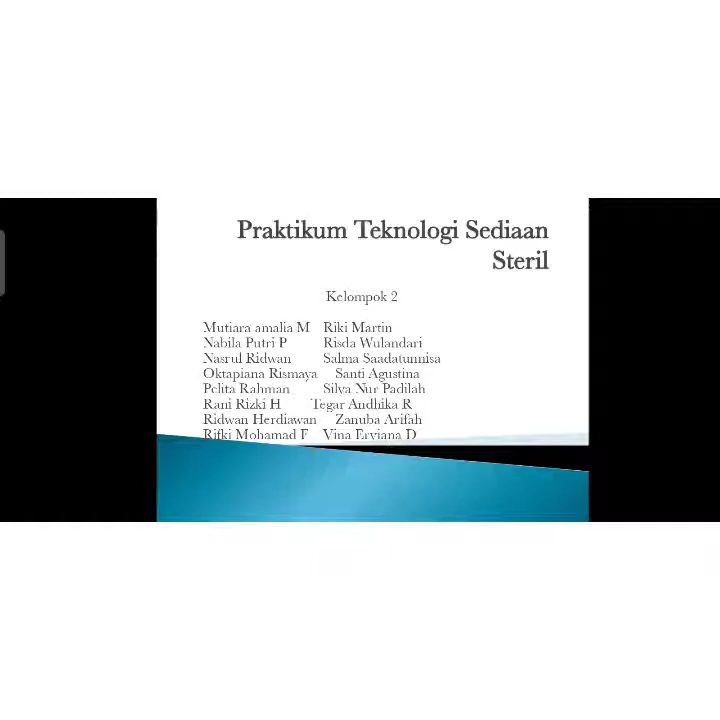 Praktikum Teknologi Sediaan
Steril
Kelompok 2
Mutiara amalia M Riki Martin
Nabila Putri P Risda Wulandari
Nasrul Ridwan Salma Saadatunnisa
Oktapiana Rismaya Santi Agustina
Pelita Rahman Silva Nur Padilah
Rani Rizki H Tegar Andhika R
Ridwan Herdiawan Zanuba Arifah
Rifki Mohamad F Vina Erviana D